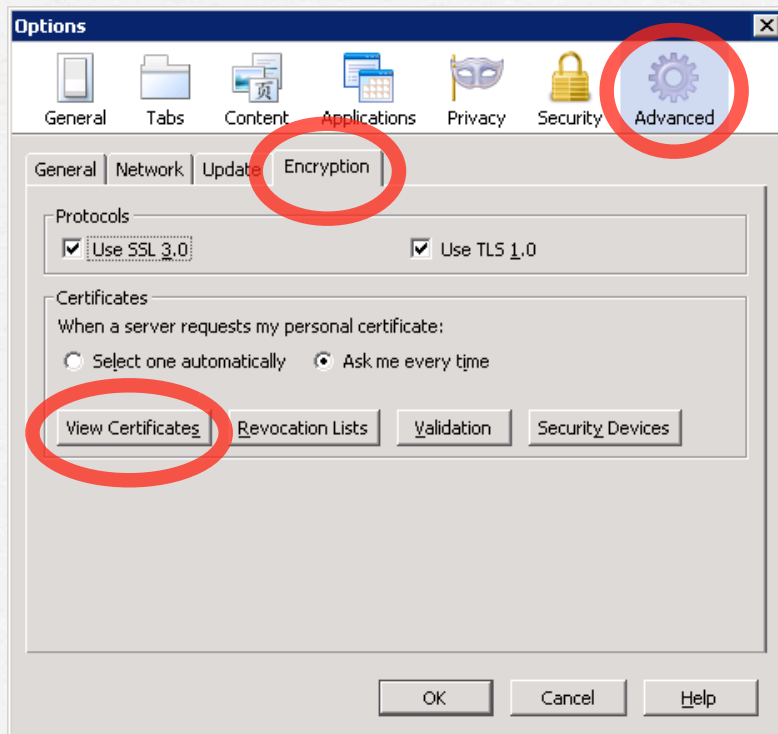 Options
General Tabs Content Applications Privacy Security Advanced
General Network Update Encryption
Protocols
Use SSL 3.0 Use TLS 1.0
Certificates
When a server requests my personal certificate:
Select one automatically Ask me every time
View Certificates Revocation Lists Validation Security Devices
OK Cancel Help